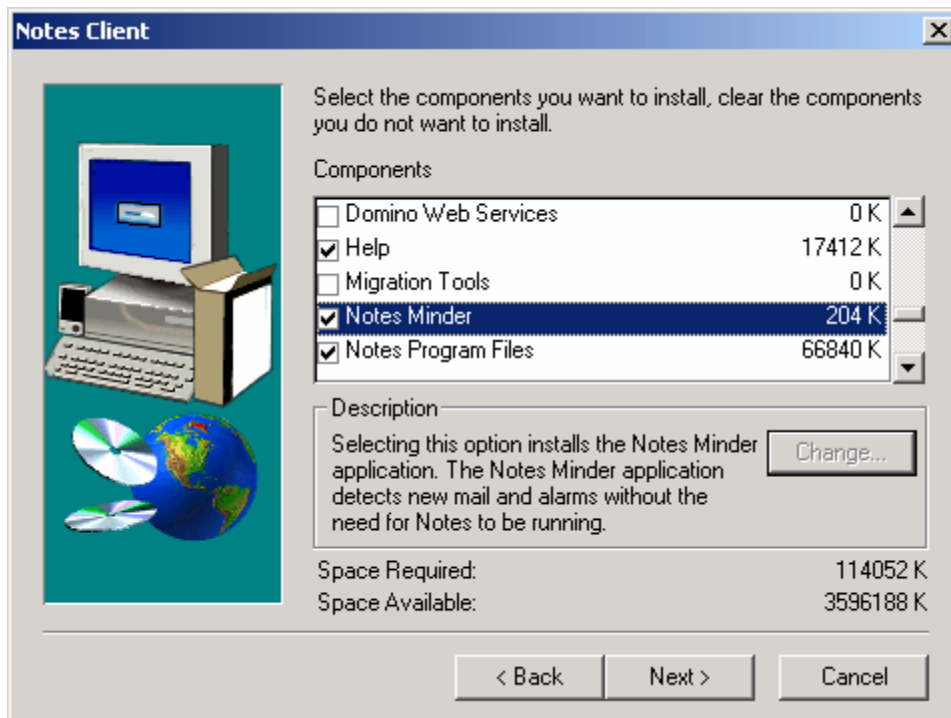 Notes Client
Select the components you want to install, clear the components
you do not want to install.
Components
Domino Web Services 0 K
Help 17412 K
Migration Tools 0 K
Notes Minder 204 K
Notes Program Files 66840 K
Description
Selecting this option installs the Notes Minder
application. The Notes Minder application
detects new mail and alarms without the
need for Notes to be running.
Change...
Space Required: 114052 K
Space Available: 3596188 K
< Back Next > Cancel